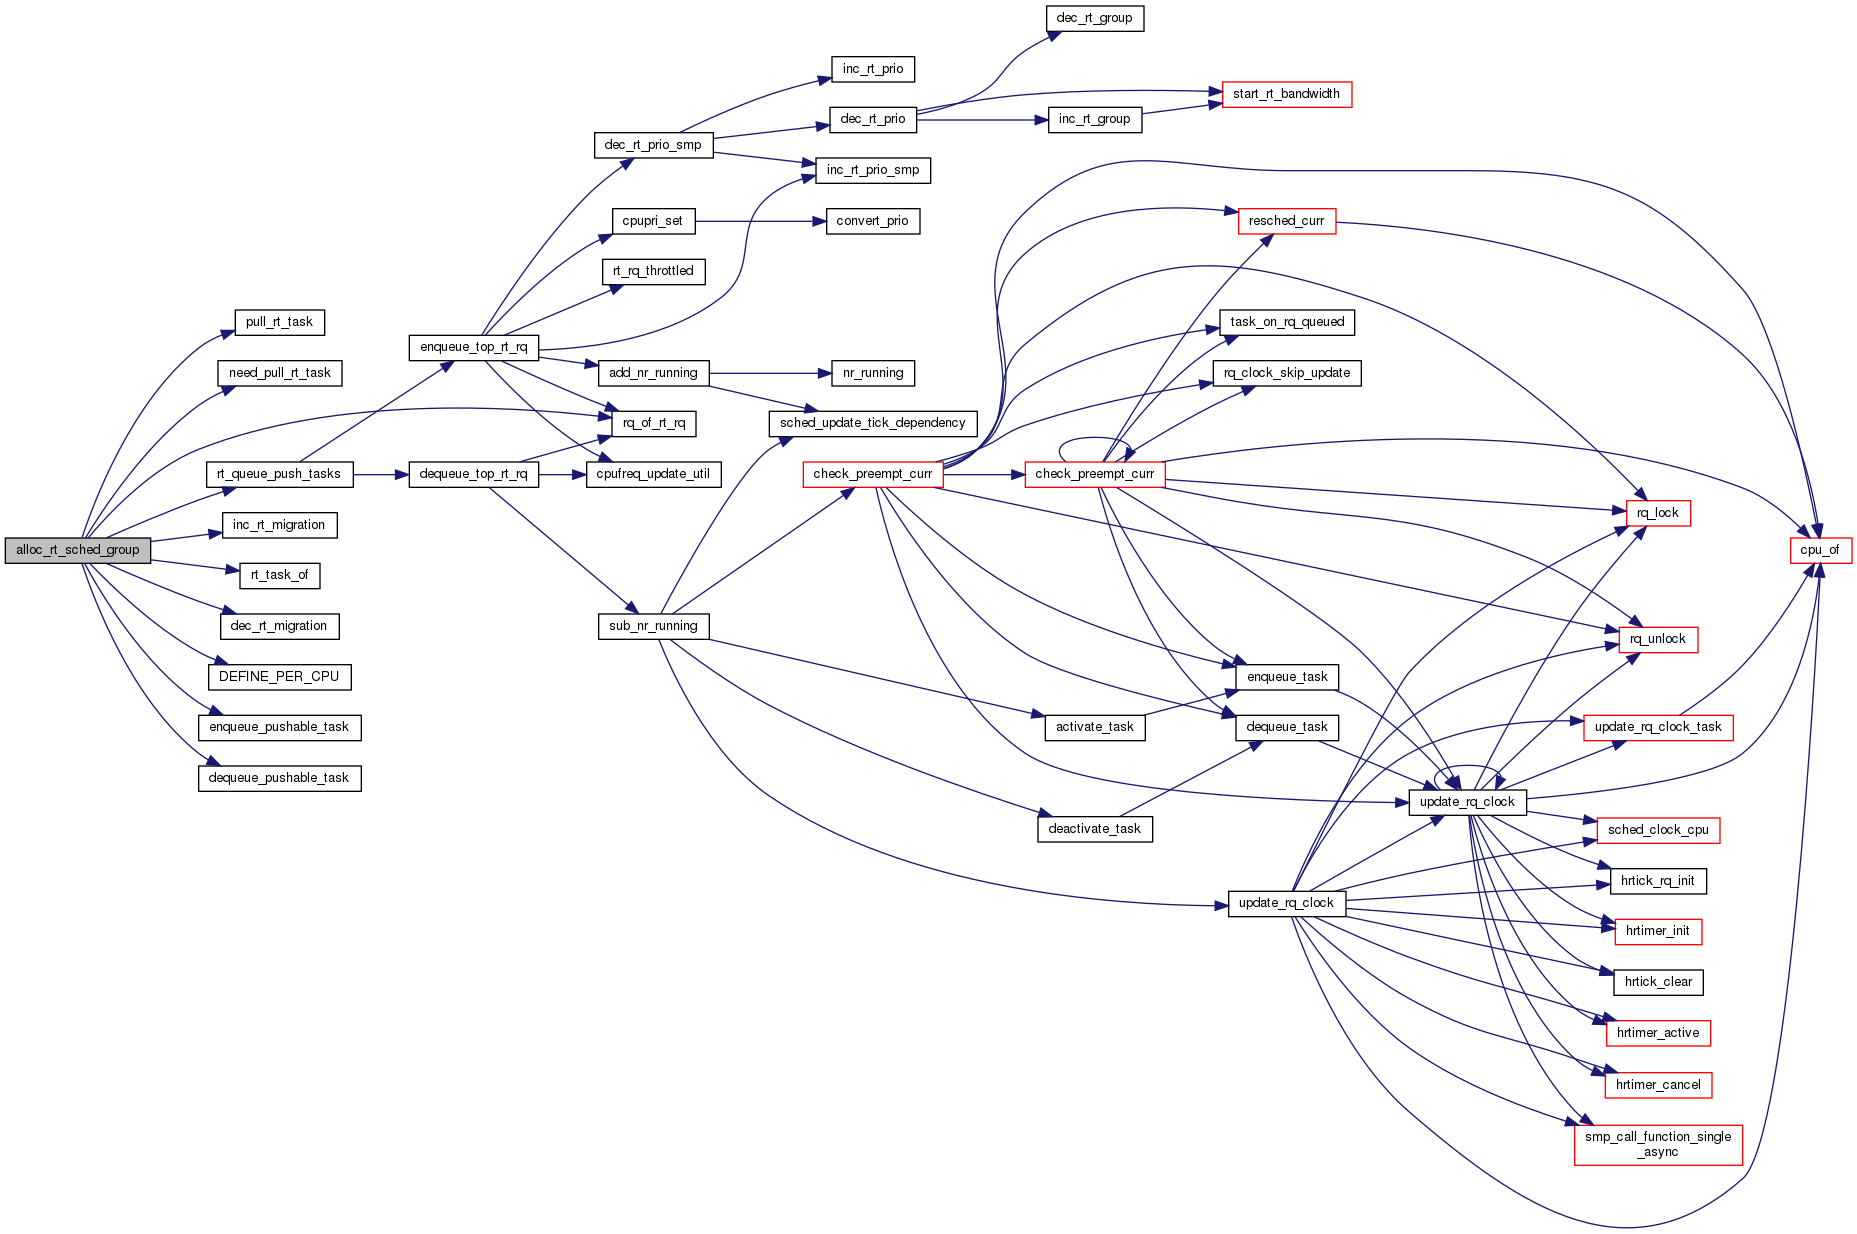 dec_rt_group
inc_rt_prio
start_rt_bandwidth
dec_rt_prio
inc_rt_group
dec_rt_prio_smp
inc_rt_prio_smp
cpupri_set
convert_prio
resched_curr
rt_rq_throttled
pull_rt_task
enqueue_top_rt_rq
task_on_rq_queued
need_pull_rt_task
add_nr_running
nr_running
rq_clock_skip_update
rq_of_rt_rq
sched_update_tick_dependency
rt_queue_push_tasks
dequeue_top_rt_rq
cpufreq_update_util
check_preempt_curr
check_preempt_curr
rq_lock
inc_rt_migration
alloc_rt_sched_group
cpu_of
rt_task_of
dec_rt_migration
sub_nr_running
rq_unlock
DEFINE_PER_CPU
enqueue_task
enqueue_pushable_task
activate_task
dequeue_task
update_rq_clock_task
dequeue_pushable_task
update_rq_clock
deactivate_task
sched_clock_cpu
hrtick_rq_init
update_rq_clock
hrtimer_init
hrtick_clear
hrtimer_active
hrtimer_cancel
smp_call_function_single
_async